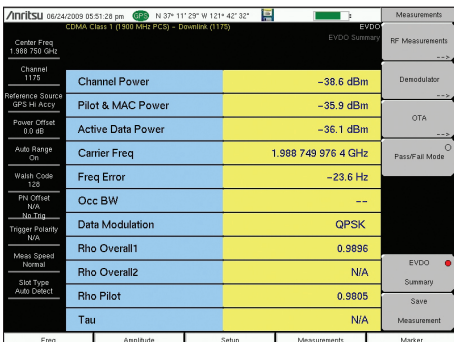 Anritsu 06/24/2009 05:51:28 pm GPS N 37° 11' 29" W 121° 42' 32"
Measurements
CDMA Class 1 (1900 MHz PCS) - Downlink (1175)
EVDO
EVDO Summary
Center Freq
1.988 750 GHz
Channel
1175
Reference Source
GPS Hi Accy
Power Offset
0.0 dB
Auto Range
On
Walsh Code
128
PN Offset
N/A
No Trig
Trigger Polarity
N/A
Meas Speed
Normal
Slot Type
Auto Detect
Channel Power -38.6 dBm
Pilot & MAC Power -35.9 dBm
Active Data Power -36.1 dBm
Carrier Freq 1.988 749 976 4 GHz
Freq Error -23.6 Hz
Occ BW --
Data Modulation QPSK
Rho Overall1 0.9896
Rho Overall2 N/A
Rho Pilot 0.9805
Tau N/A
RF Measurements
-->
Demodulator
-->
OTA
-->
Pass/Fail Mode
EVDO
Summary
Save
Measurement
Freq Amplitude Setup Measurements Marker